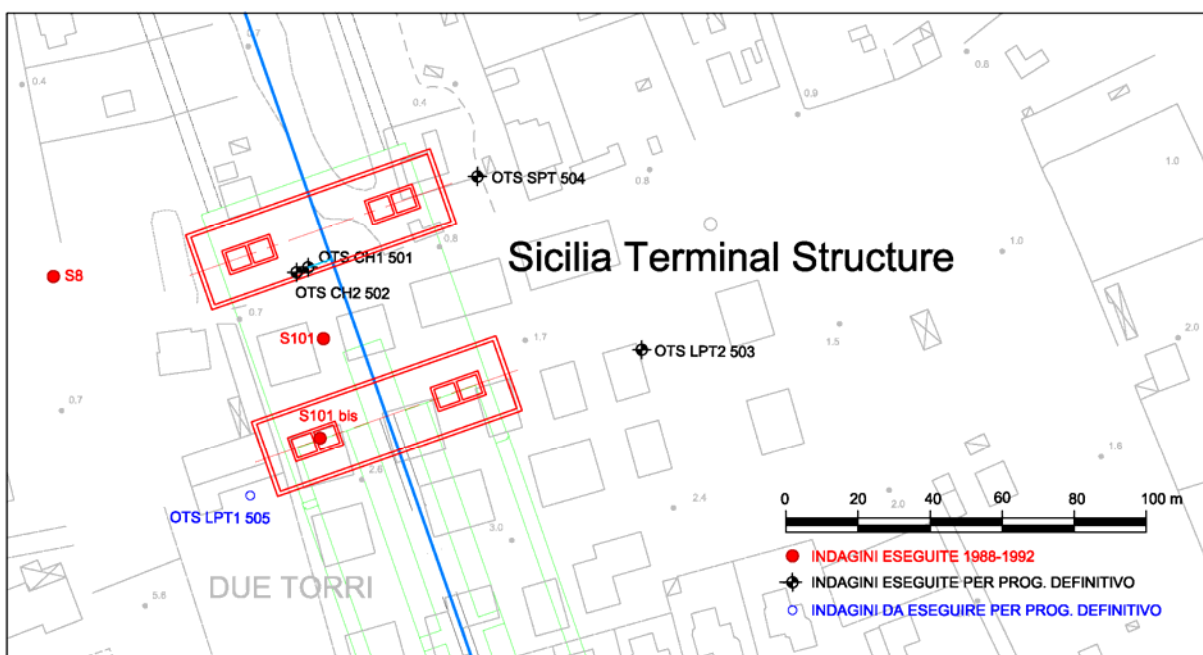 0.7
0.4
0.4
0.9
0.8
1.0
OTS SPT 504
0.8
S8
OTS CH1 501
OTS CH2 502
0.8
Sicilia Terminal Structure
1.0
0.7
S101
1.7
OTS LPT2 503
1.5
2.0
0.7
S101 bis
1.6
2.6
OTS LPT1 505
2.4
2.0
3.0
0 20 40 60 80 100 m
INDAGINI ESEGUITE 1988-1992
INDAGINI ESEGUITE PER PROG. DEFINITIVO
INDAGINI DA ESEGUIRE PER PROG. DEFINITIVO
DUE TORRI
5.6